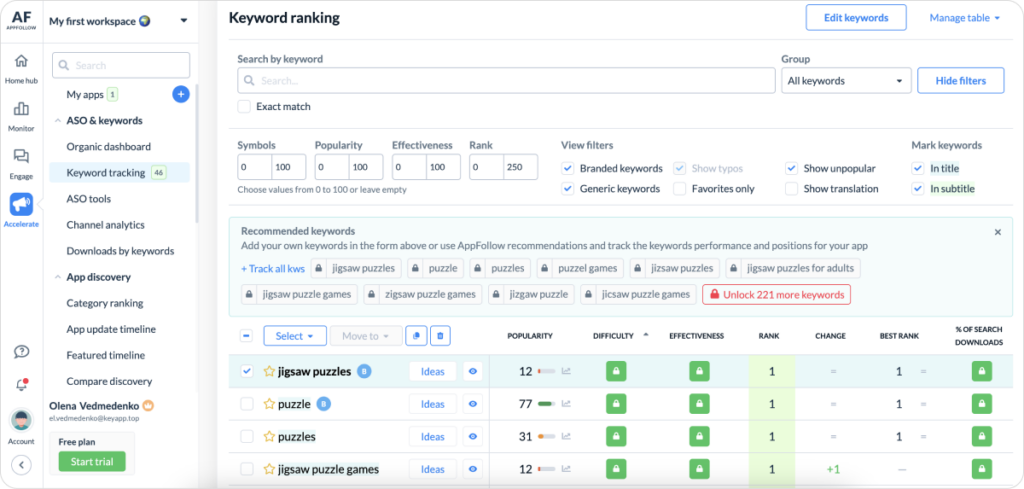 AF
APPFOLLOW
Home hub
Monitor
Engage
Accelerate
Account
My first workspace
Search
My apps 1
ASO & keywords
Organic dashboard
Keyword tracking 46
ASO tools
Channel analytics
Downloads by keywords
App discovery
Category ranking
App update timeline
Featured timeline
Compare discovery
Olena Vedmedenko
el.vedmedenko@keyapp.top
Free plan
Start trial
Keyword ranking
Edit keywords
Manage table
Search by keyword
Search...
Group
All keywords
Hide filters
Exact match
Symbols Popularity Effectiveness Rank
0 100 0 100 0 100 0 250
Choose values from 0 to 100 or leave empty
View filters
Branded keywords Show typos Show unpopular
Generic keywords Favorites only Show translation
Mark keywords
In title
In subtitle
Recommended keywords
Add your own keywords in the form above or use AppFollow recommendations and track the keywords performance and positions for your app
+ Track all kws jigsaw puzzles puzzle puzzles puzzel games jizsaw puzzles jigsaw puzzles for adults
jigsaw puzzle games zigsaw puzzle games jizgaw puzzle jicsaw puzzle games Unlock 221 more keywords
Select Move to POPULARITY DIFFICULTY EFFECTIVENESS RANK CHANGE BEST RANK % OF SEARCH DOWNLOADS
jigsaw puzzles B Ideas 12 1 = 1 =
puzzle B Ideas 77 1 = 1 =
puzzles Ideas 31 1 = 1 =
jigsaw puzzle games Ideas 12 1 +1 —